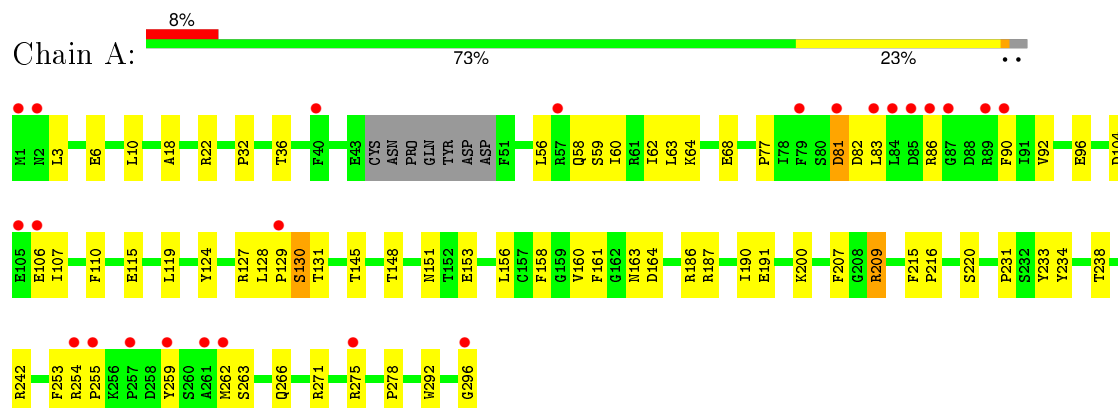 8%
Chain A:
73% 23% • •
M1 N2 L3 E6 L10 A18 R22 P32 T36 F40 E43 CYS ASN PRO GLN TYR ASP ASP F51 L56 R57 Q58 S59 I60 R61 I62 L63 K64 E68 P77 I78 F79 S80 D81 D82 L83 L84 D85 R86 G87 D88 R89 F90 I91 V92 E96 D104
E105 E106 I107 F110 E115 L119 Y124 R127 L128 P129 S130 T131 T145 T148 N151 T152 E153 L156 C157 F158 G159 V160 F161 G162 N163 D164 R186 R187 I190 E191 K200 F207 G208 R209 F215 P216 S220 P231 S232 Y233 Y234 T238
R242 F253 R254 P255 K256 P257 D258 Y259 S260 A261 M262 S263 Q266 R271 R275 P278 W292 G296